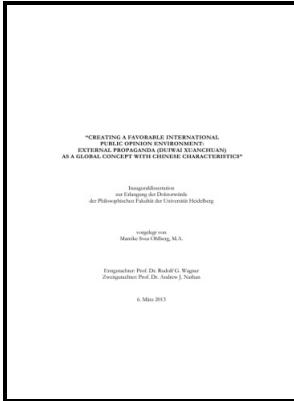 "CREATING A FAVORABLE INTERNATIONAL
PUBLIC OPINION ENVIRONMENT:
EXTERNAL PROPAGANDA (DUIWAI XUANCHUAN)
AS A GLOBAL CONCEPT WITH CHINESE CHARACTERISTICS"
Inauguraldissertation
zur Erlangung der Doktorwürde
der Philosophischen Fakultät der Universität Heidelberg
vorgelegt von
Mareike Svea Ohlberg, M.A.
Erstgutachter: Prof. Dr. Rudolf G. Wagner
Zweitgutachter: Prof. Dr. Andrew J. Nathan
6. März 2013